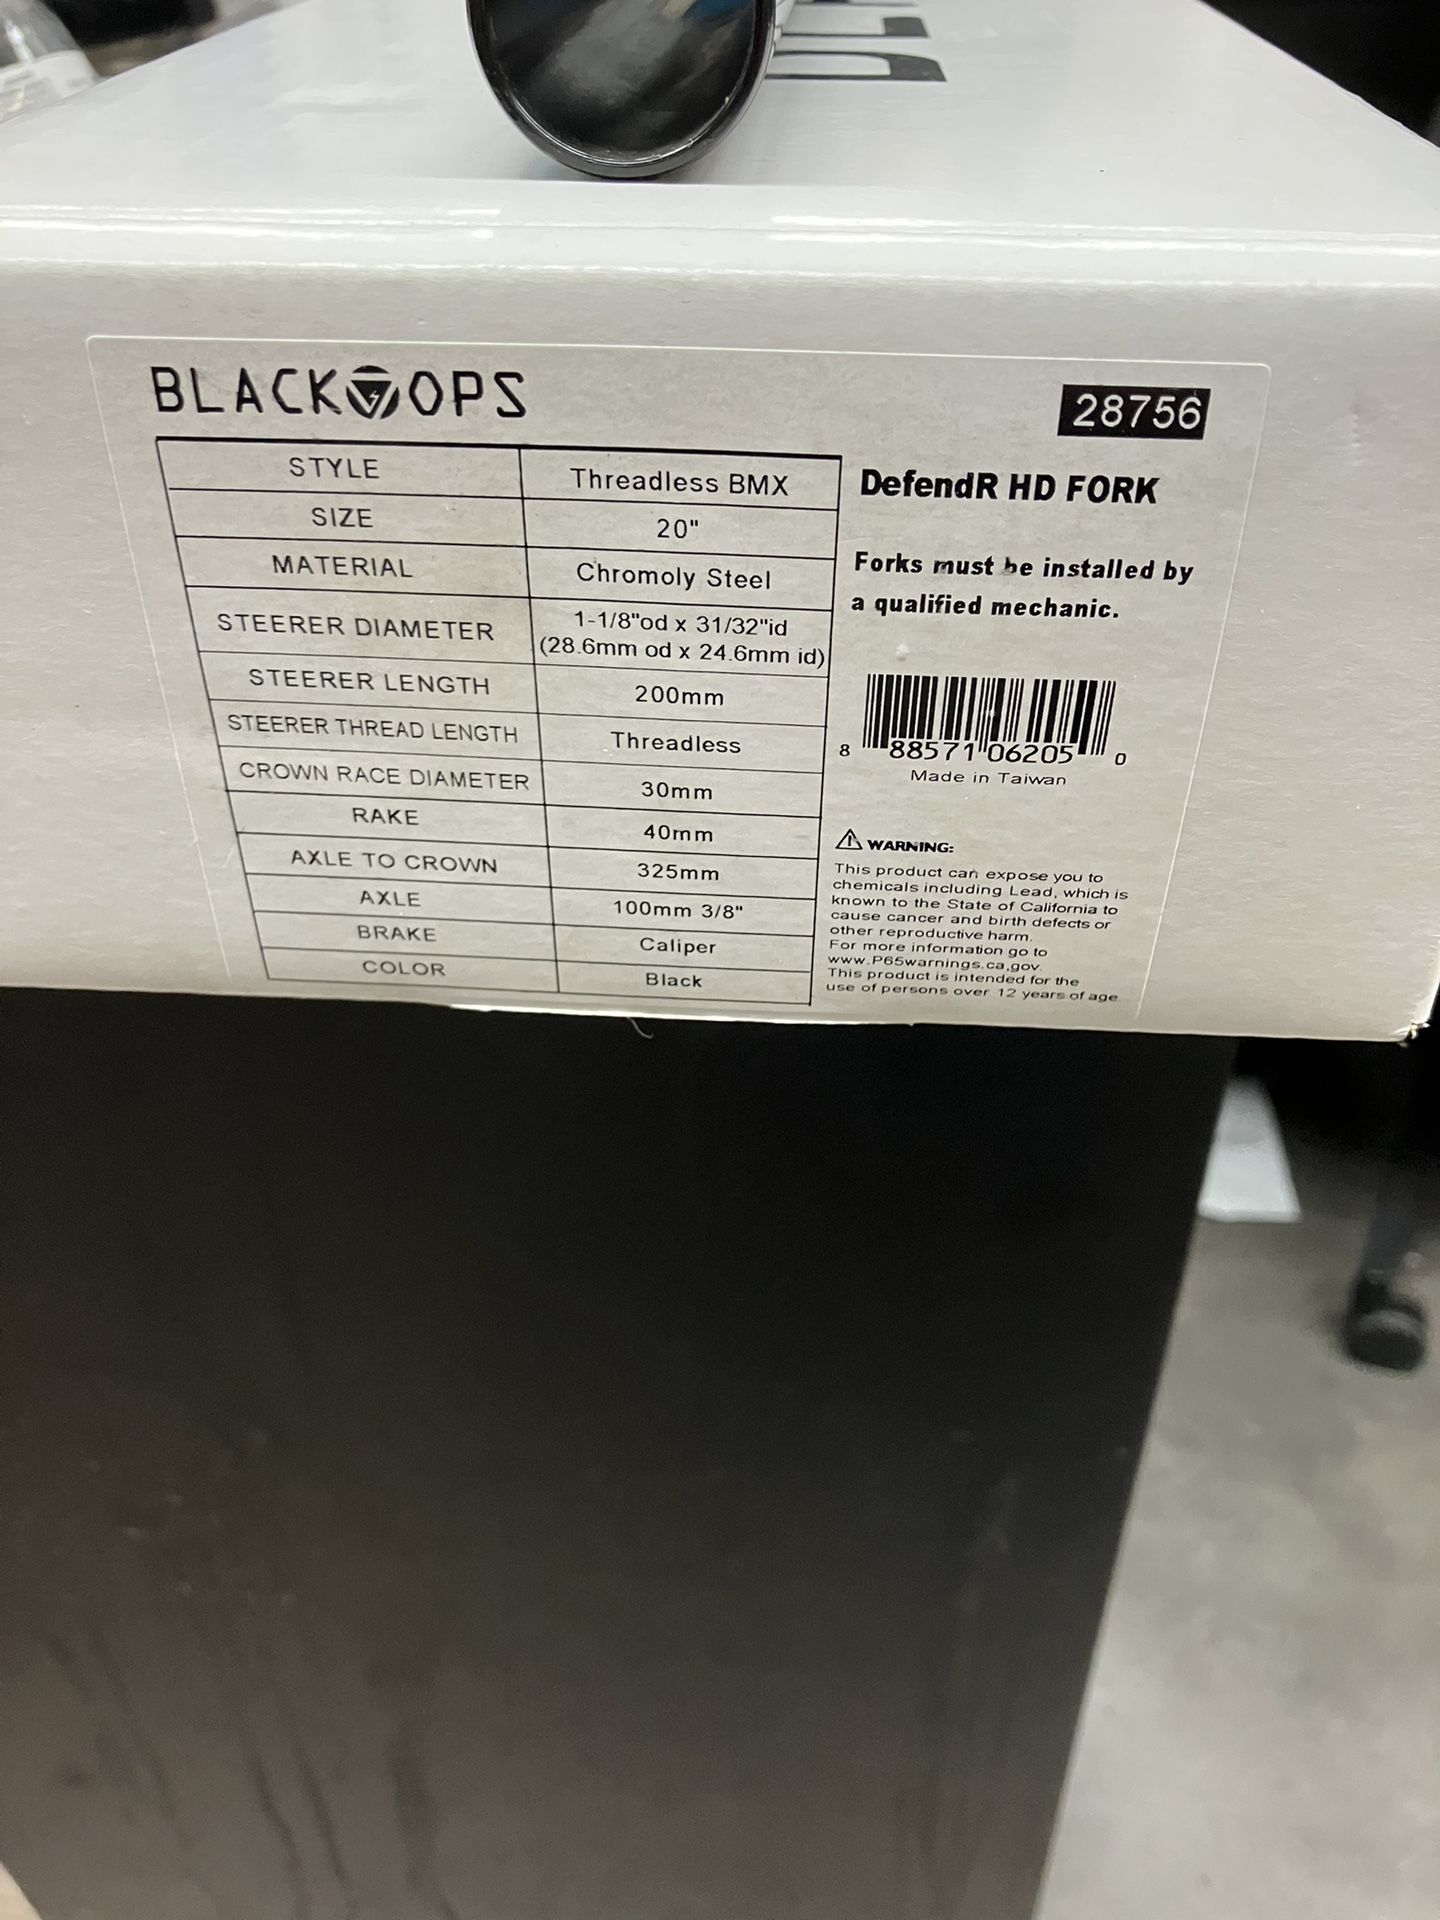 BLACK OPS
28756
STYLE Threadless BMX
SIZE 20"
MATERIAL Chromoly Steel
STEERER DIAMETER 1-1/8"od x 31/32"id
(28.6mm od x 24.6mm id)
STEERER LENGTH 200mm
STEERER THREAD LENGTH Threadless
CROWN RACE DIAMETER 30mm
RAKE 40mm
AXLE TO CROWN 325mm
AXLE 100mm 3/8"
BRAKE Caliper
COLOR Black
DefendR HD FORK
Forks must be installed by
a qualified mechanic.
8 88571 06205 0
Made in Taiwan
WARNING:
This product can expose you to
chemicals including Lead, which is
known to the State of California to
cause cancer and birth defects or
other reproductive harm.
For more information go to
www.P65warnings.ca,gov.
This product is intended for the
use of persons over 12 years of age.